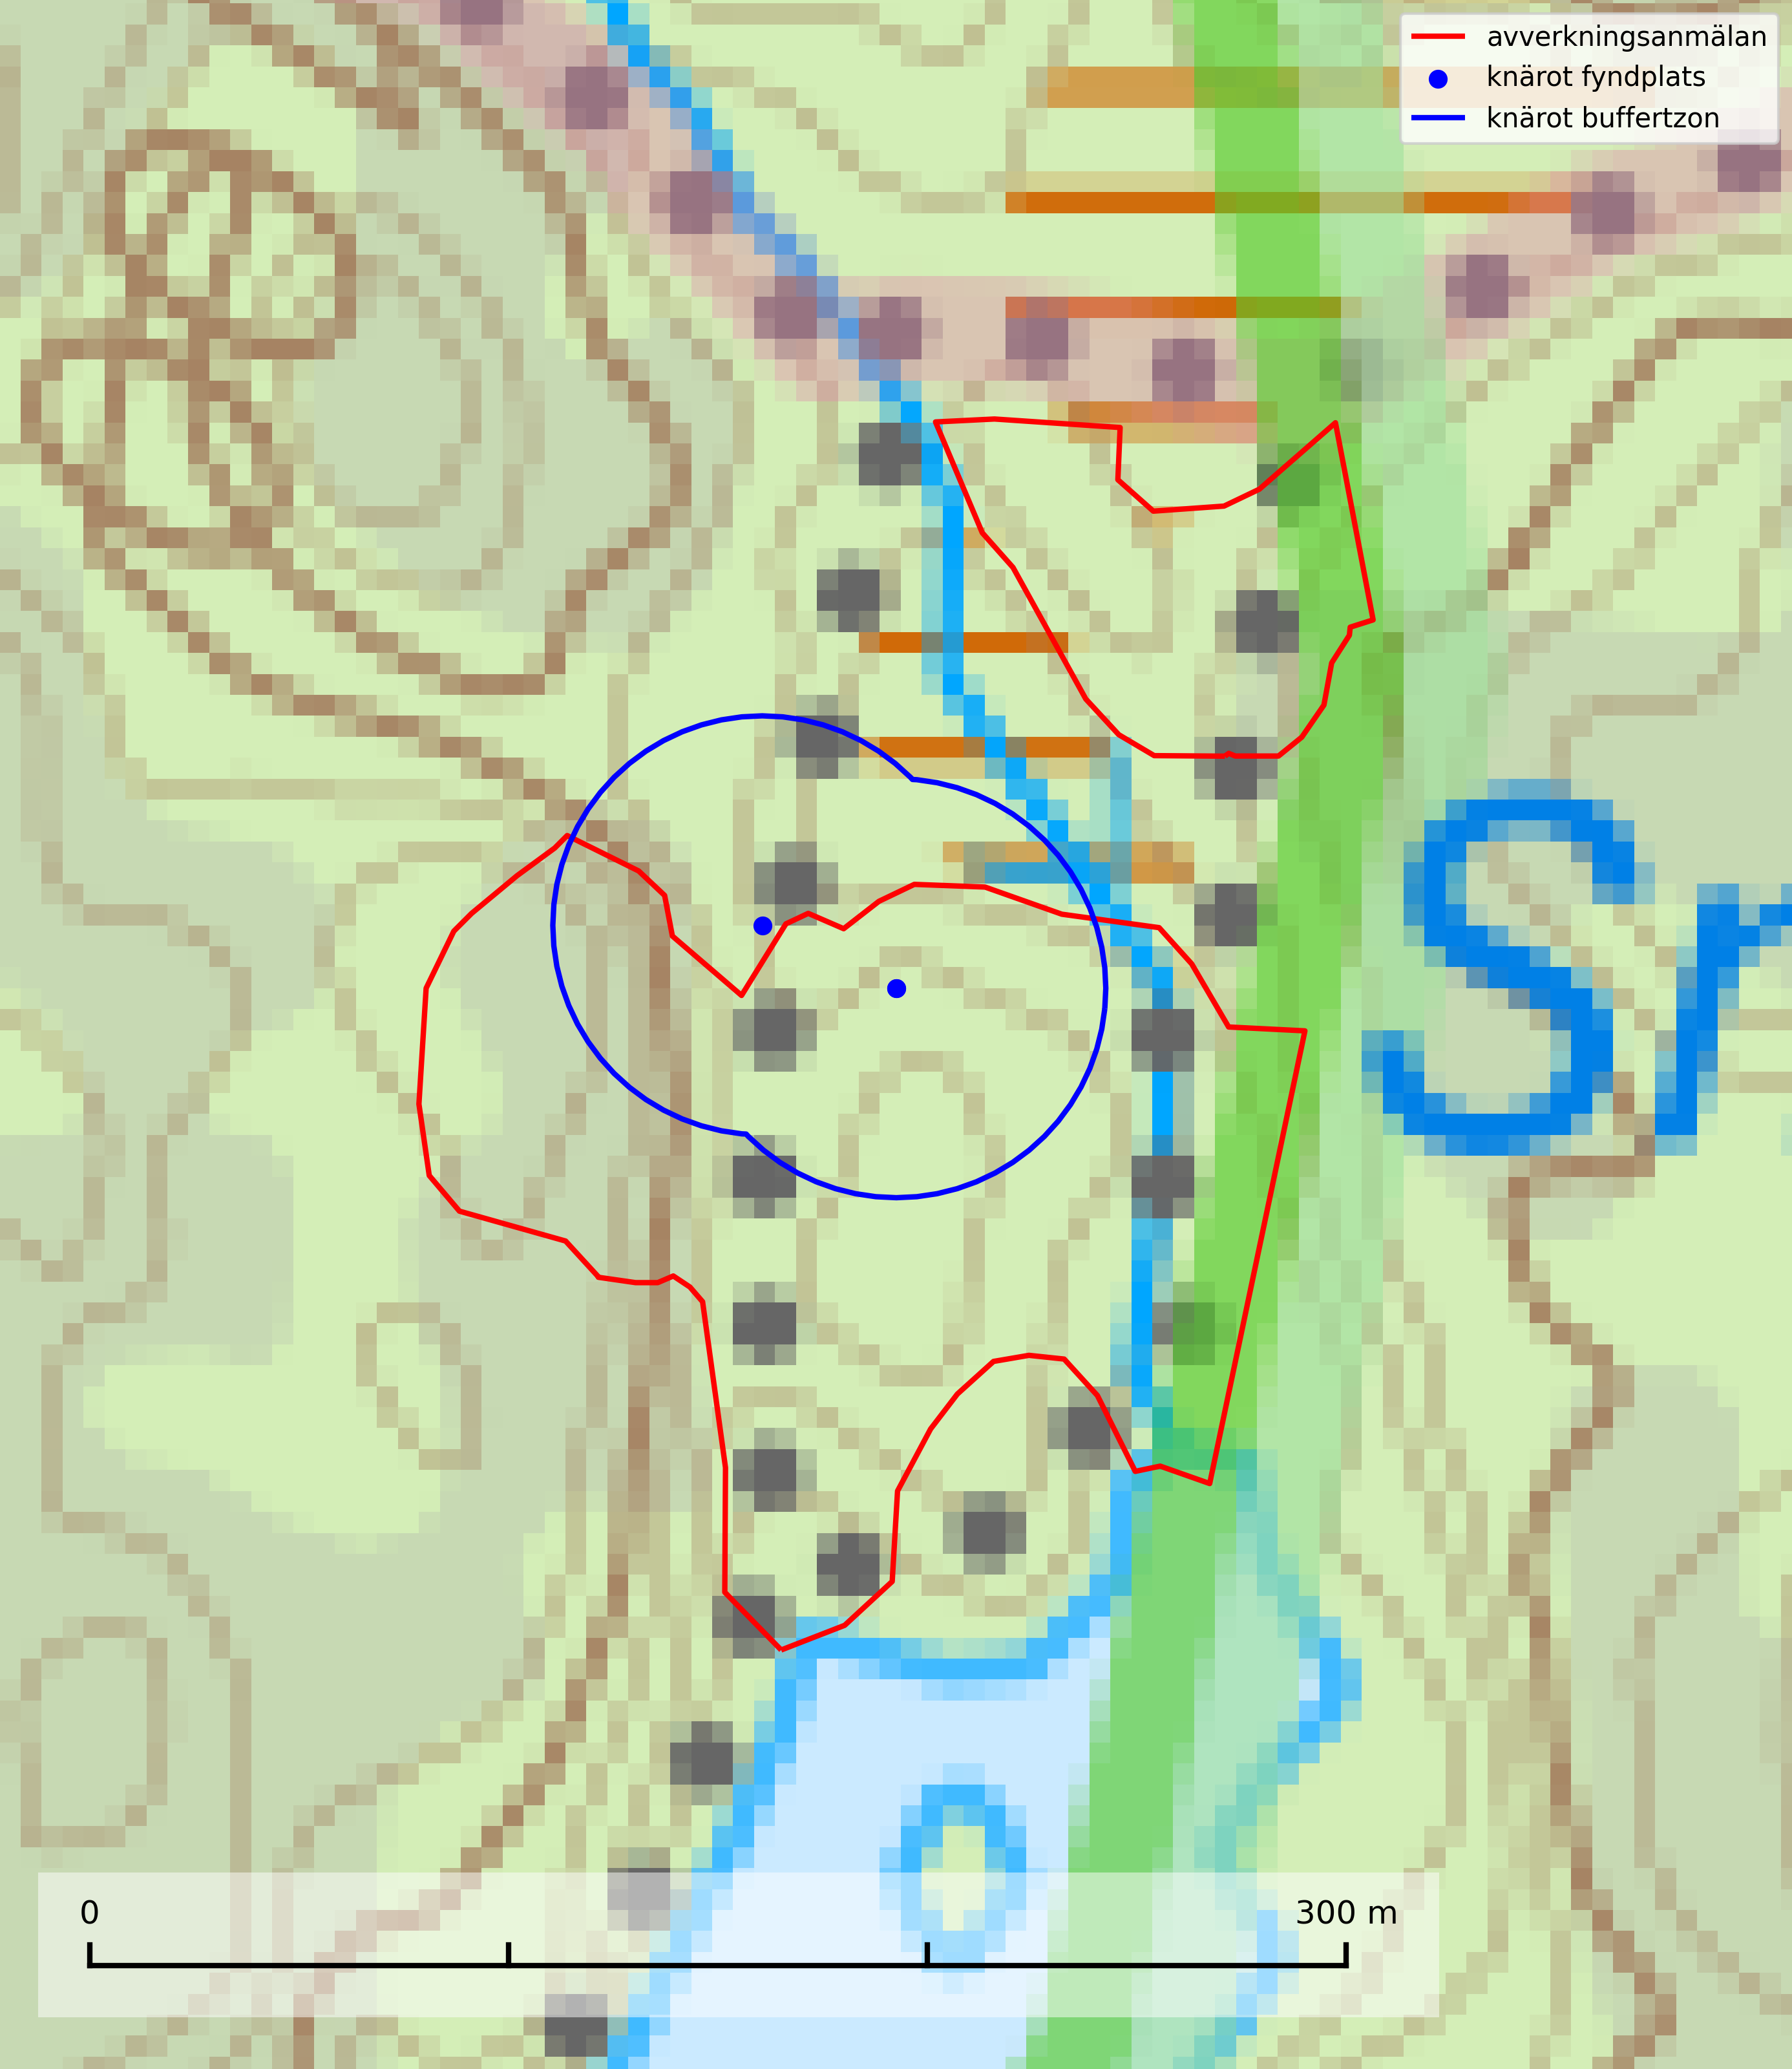 avverkningsanmälan
knärot fyndplats
knärot buffertzon
0
300 m